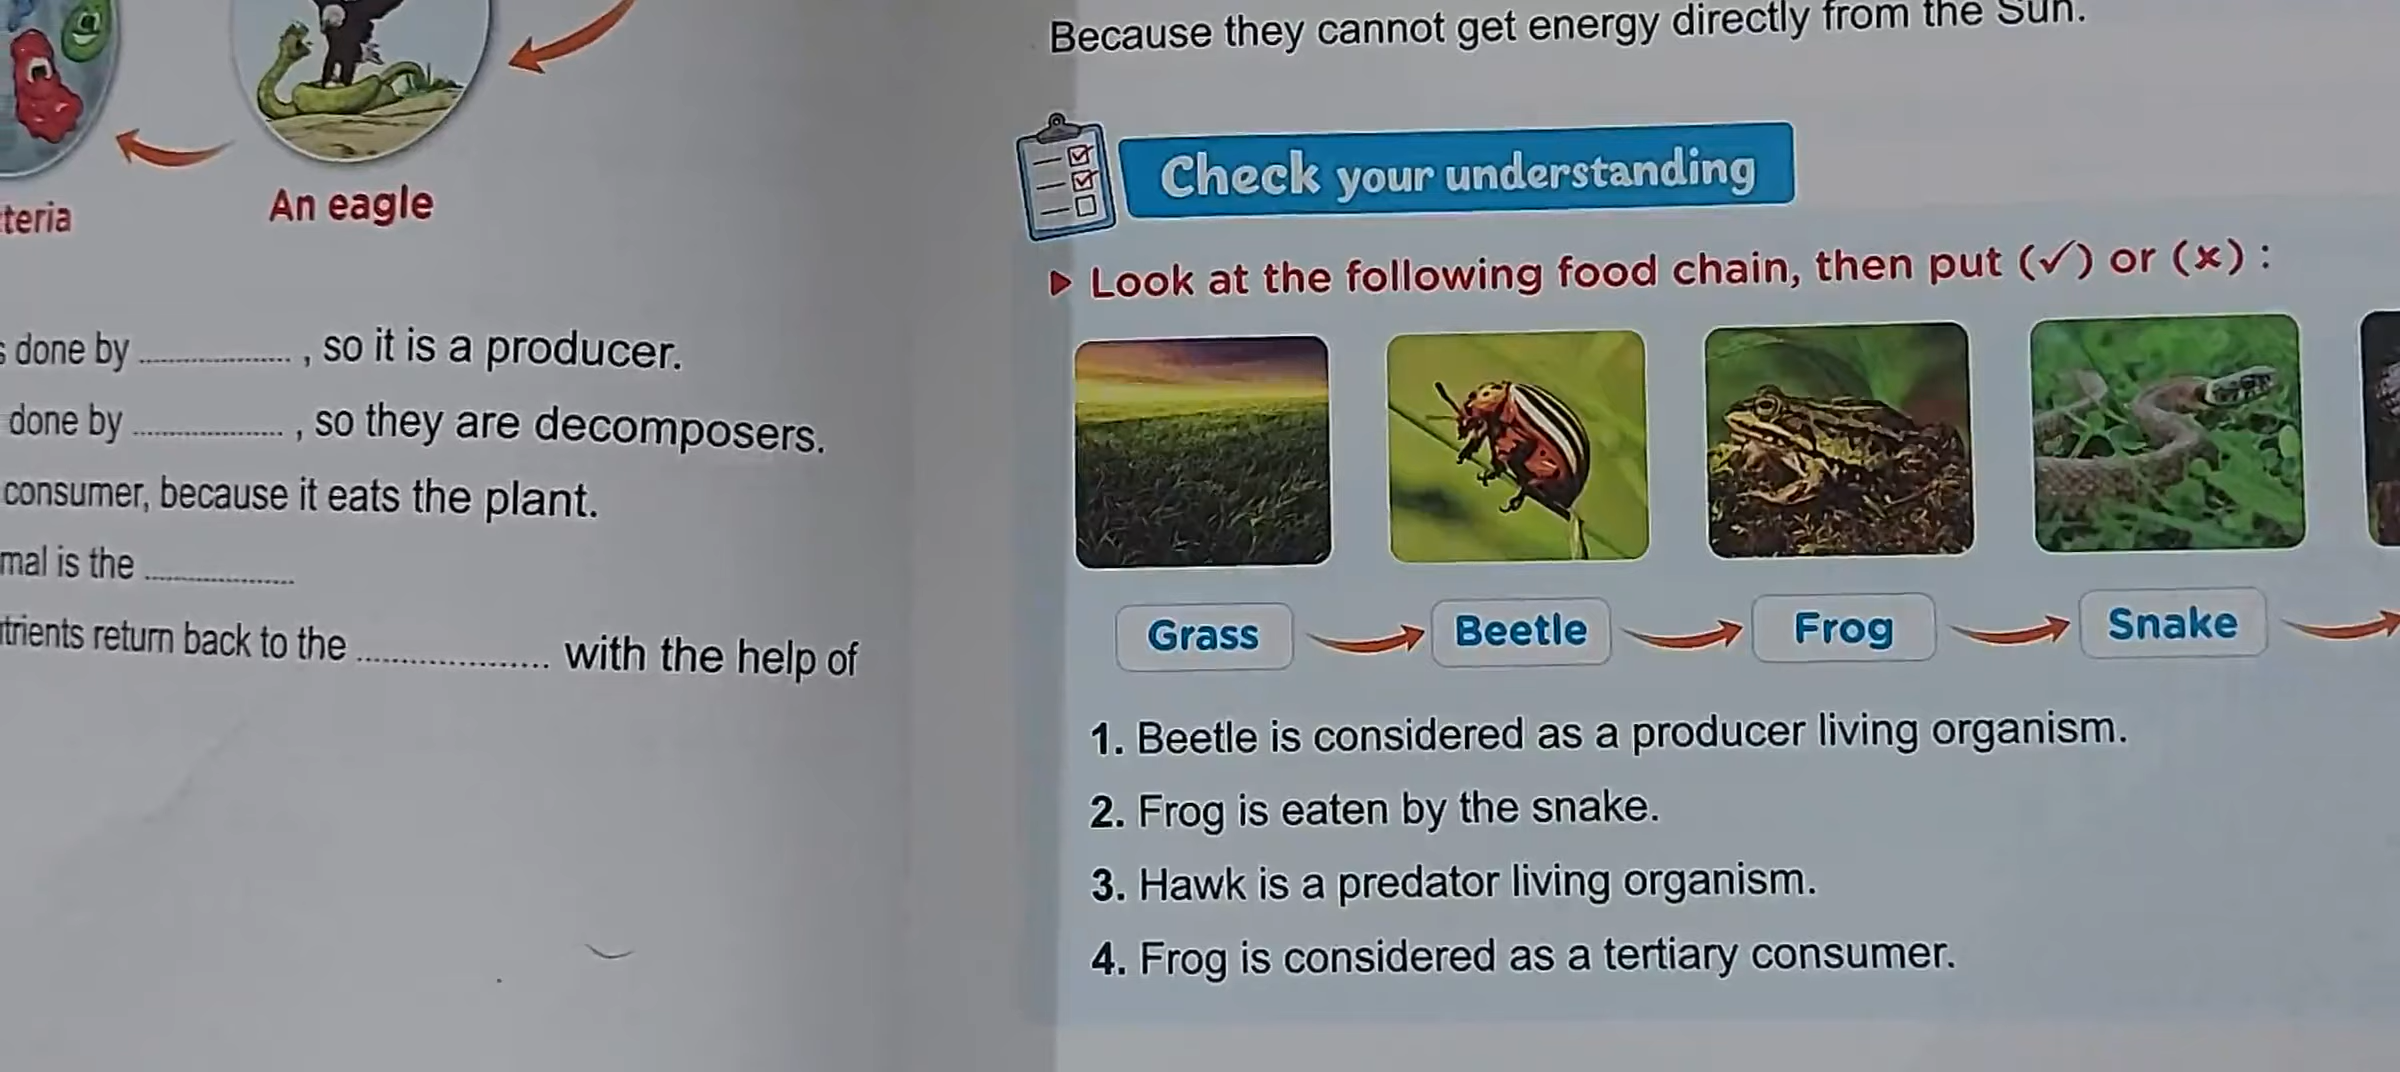 teria
An eagle
done by .................. , so it is a producer.
done by .................. , so they are decomposers.
consumer, because it eats the plant.
mal is the ..................
trients return back to the .................. with the help of
Because they cannot get energy directly from the Sun.
Check your understanding
Look at the following food chain, then put (✓) or (×) :
Grass Beetle Frog Snake
1. Beetle is considered as a producer living organism.
2. Frog is eaten by the snake.
3. Hawk is a predator living organism.
4. Frog is considered as a tertiary consumer.